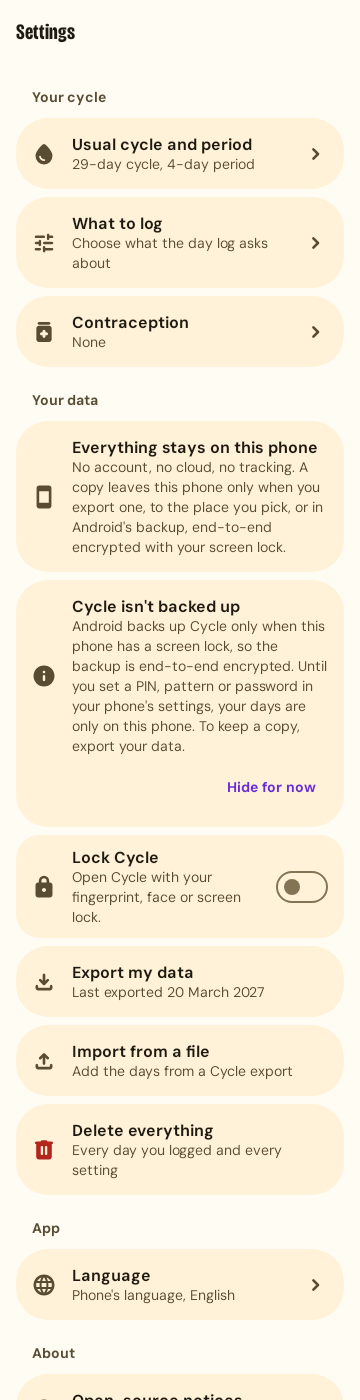 Settings
Your cycle
Usual cycle and period
29-day cycle, 4-day period
What to log
Choose what the day log asks
about
Contraception
None
Your data
Everything stays on this phone
No account, no cloud, no tracking. A
copy leaves this phone only when you
export one, to the place you pick, or in
Android's backup, end-to-end
encrypted with your screen lock.
Cycle isn't backed up
Android backs up Cycle only when this
phone has a screen lock, so the
backup is end-to-end encrypted. Until
you set a PIN, pattern or password in
your phone's settings, your days are
only on this phone. To keep a copy,
export your data.
Hide for now
Lock Cycle
Open Cycle with your
fingerprint, face or screen
lock.
Export my data
Last exported 20 March 2027
Import from a file
Add the days from a Cycle export
Delete everything
Every day you logged and every
setting
App
Language
Phone's language, English
About
Open-source notices